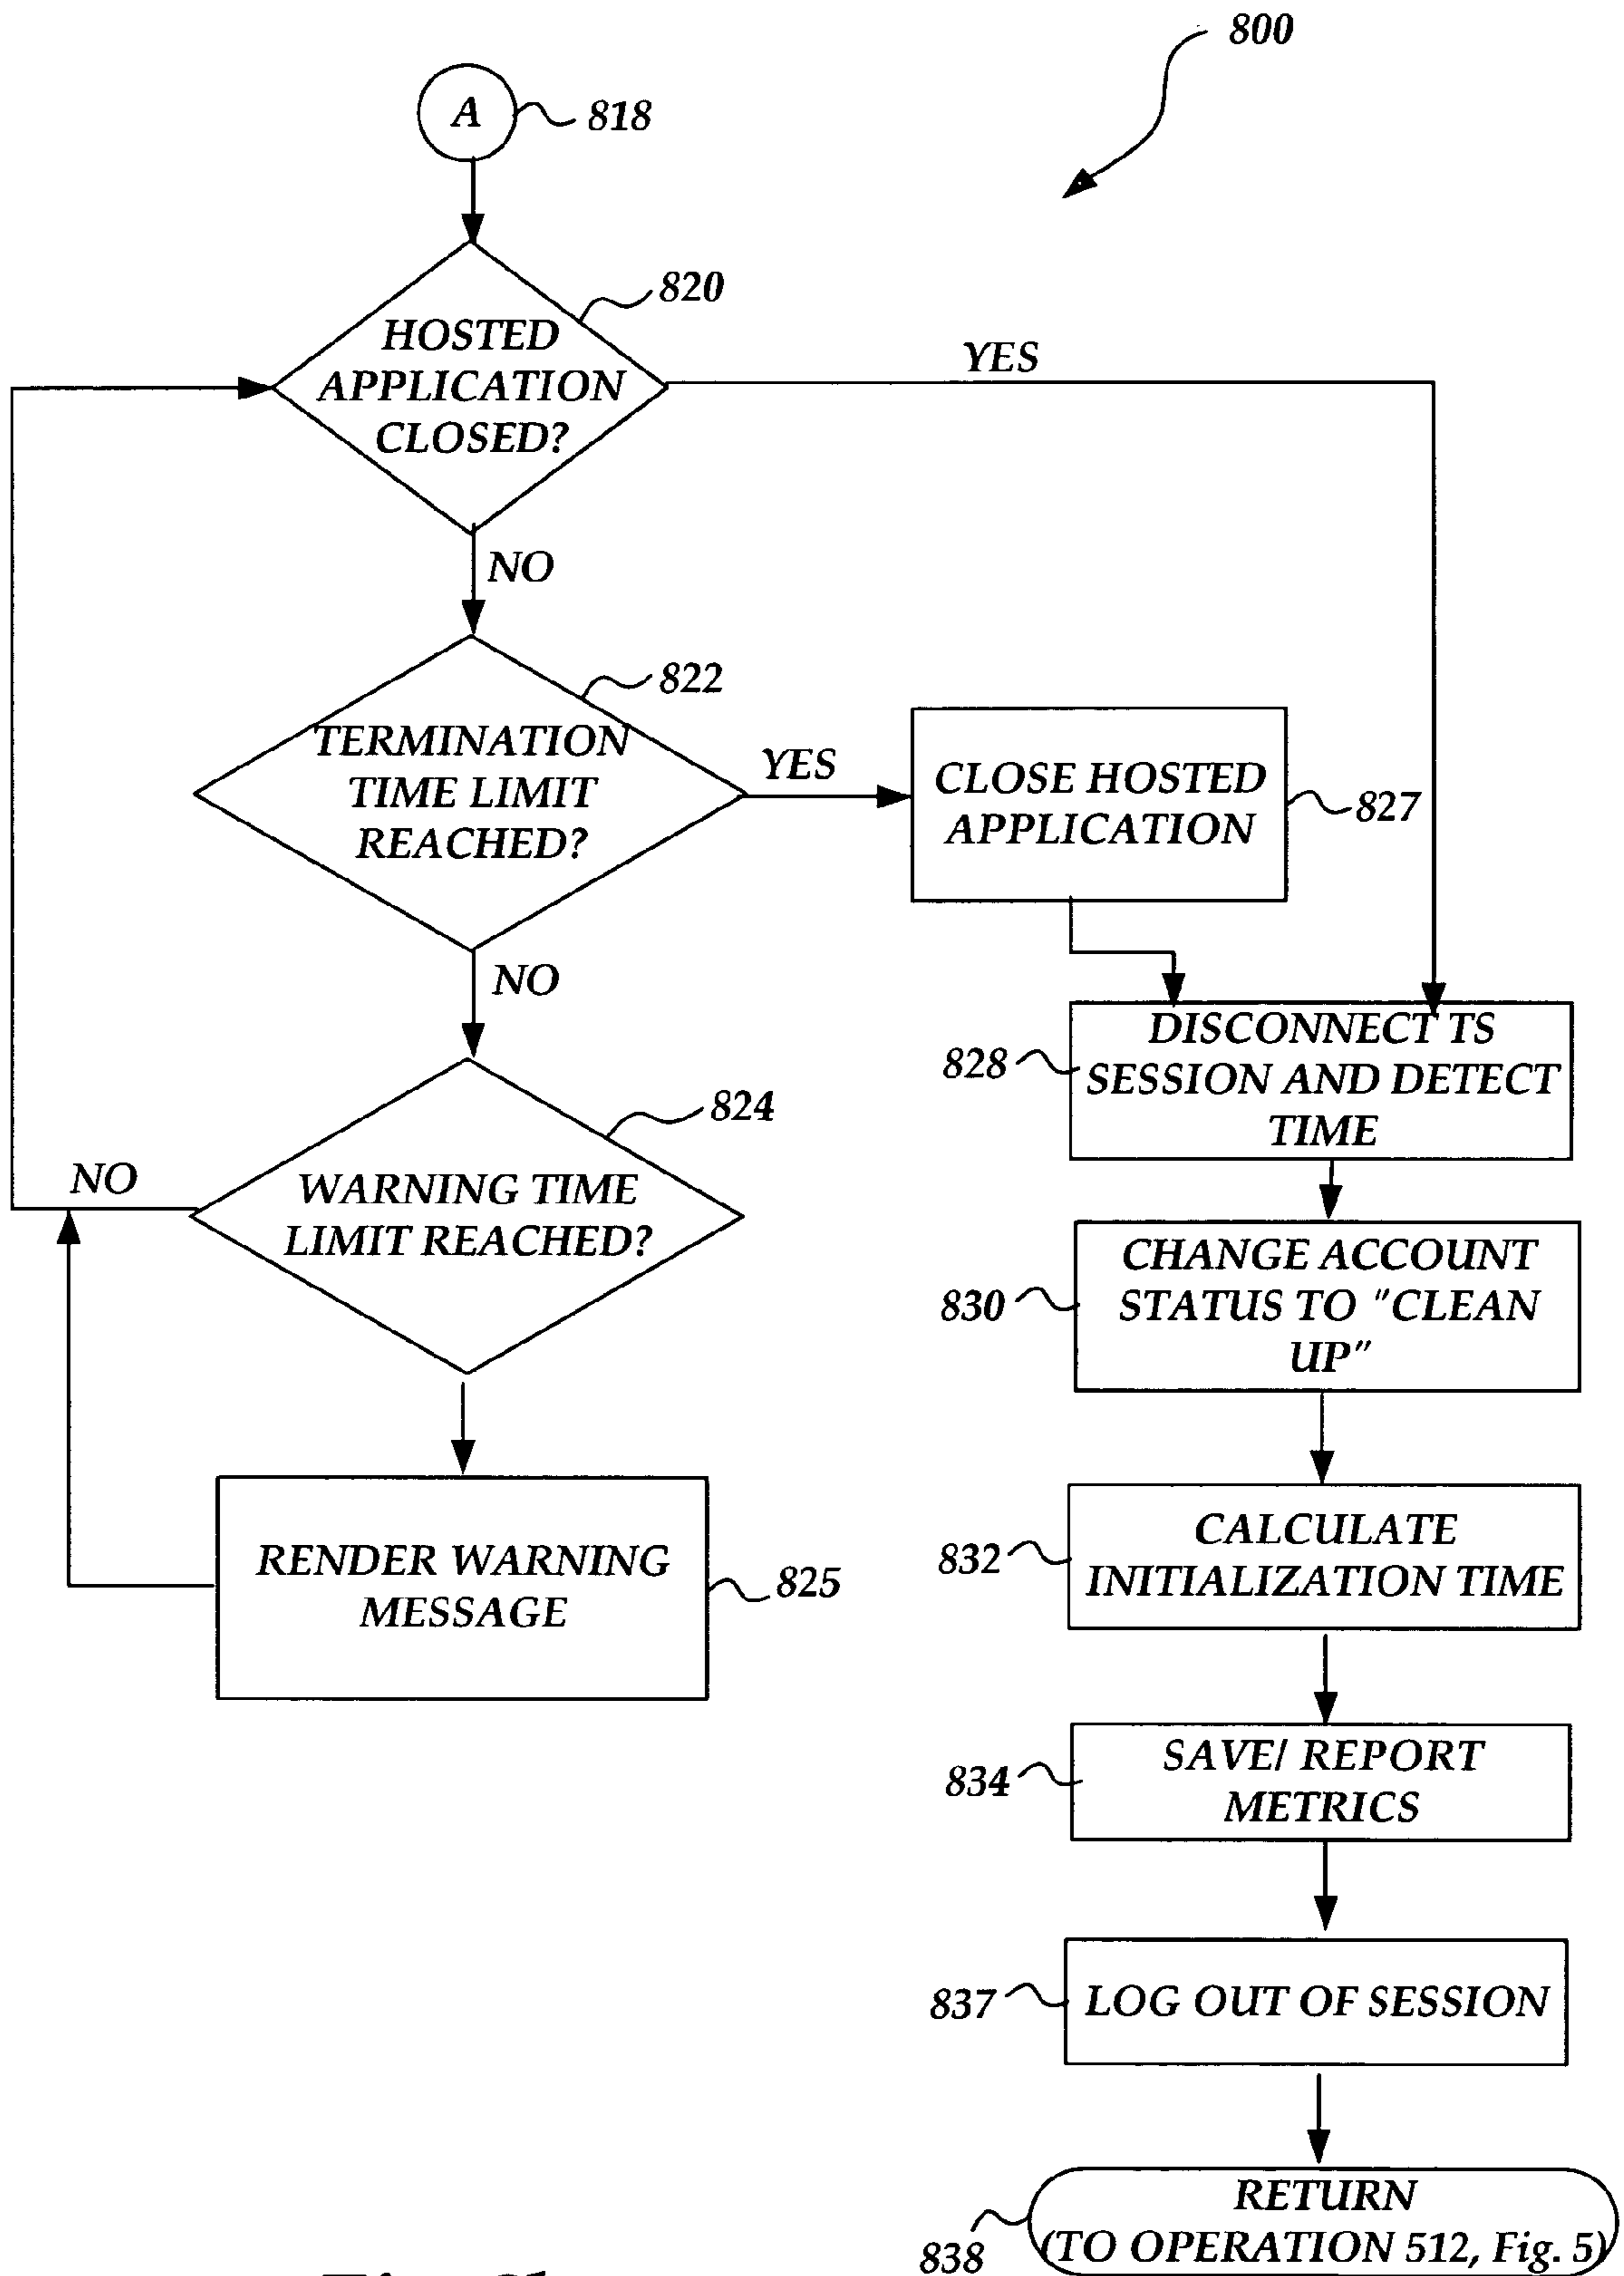 800
A
818
820
HOSTED
APPLICATION
CLOSED?
YES
NO
822
TERMINATION
TIME LIMIT
REACHED?
YES
CLOSE HOSTED
APPLICATION
827
NO
828
DISCONNECT TS
SESSION AND DETECT
TIME
824
WARNING TIME
LIMIT REACHED?
NO
830
CHANGE ACCOUNT
STATUS TO "CLEAN
UP"
RENDER WARNING
MESSAGE
825
832
CALCULATE
INITIALIZATION TIME
834
SAVE/ REPORT
METRICS
837
LOG OUT OF SESSION
838
RETURN
(TO OPERATION 512, Fig. 5)